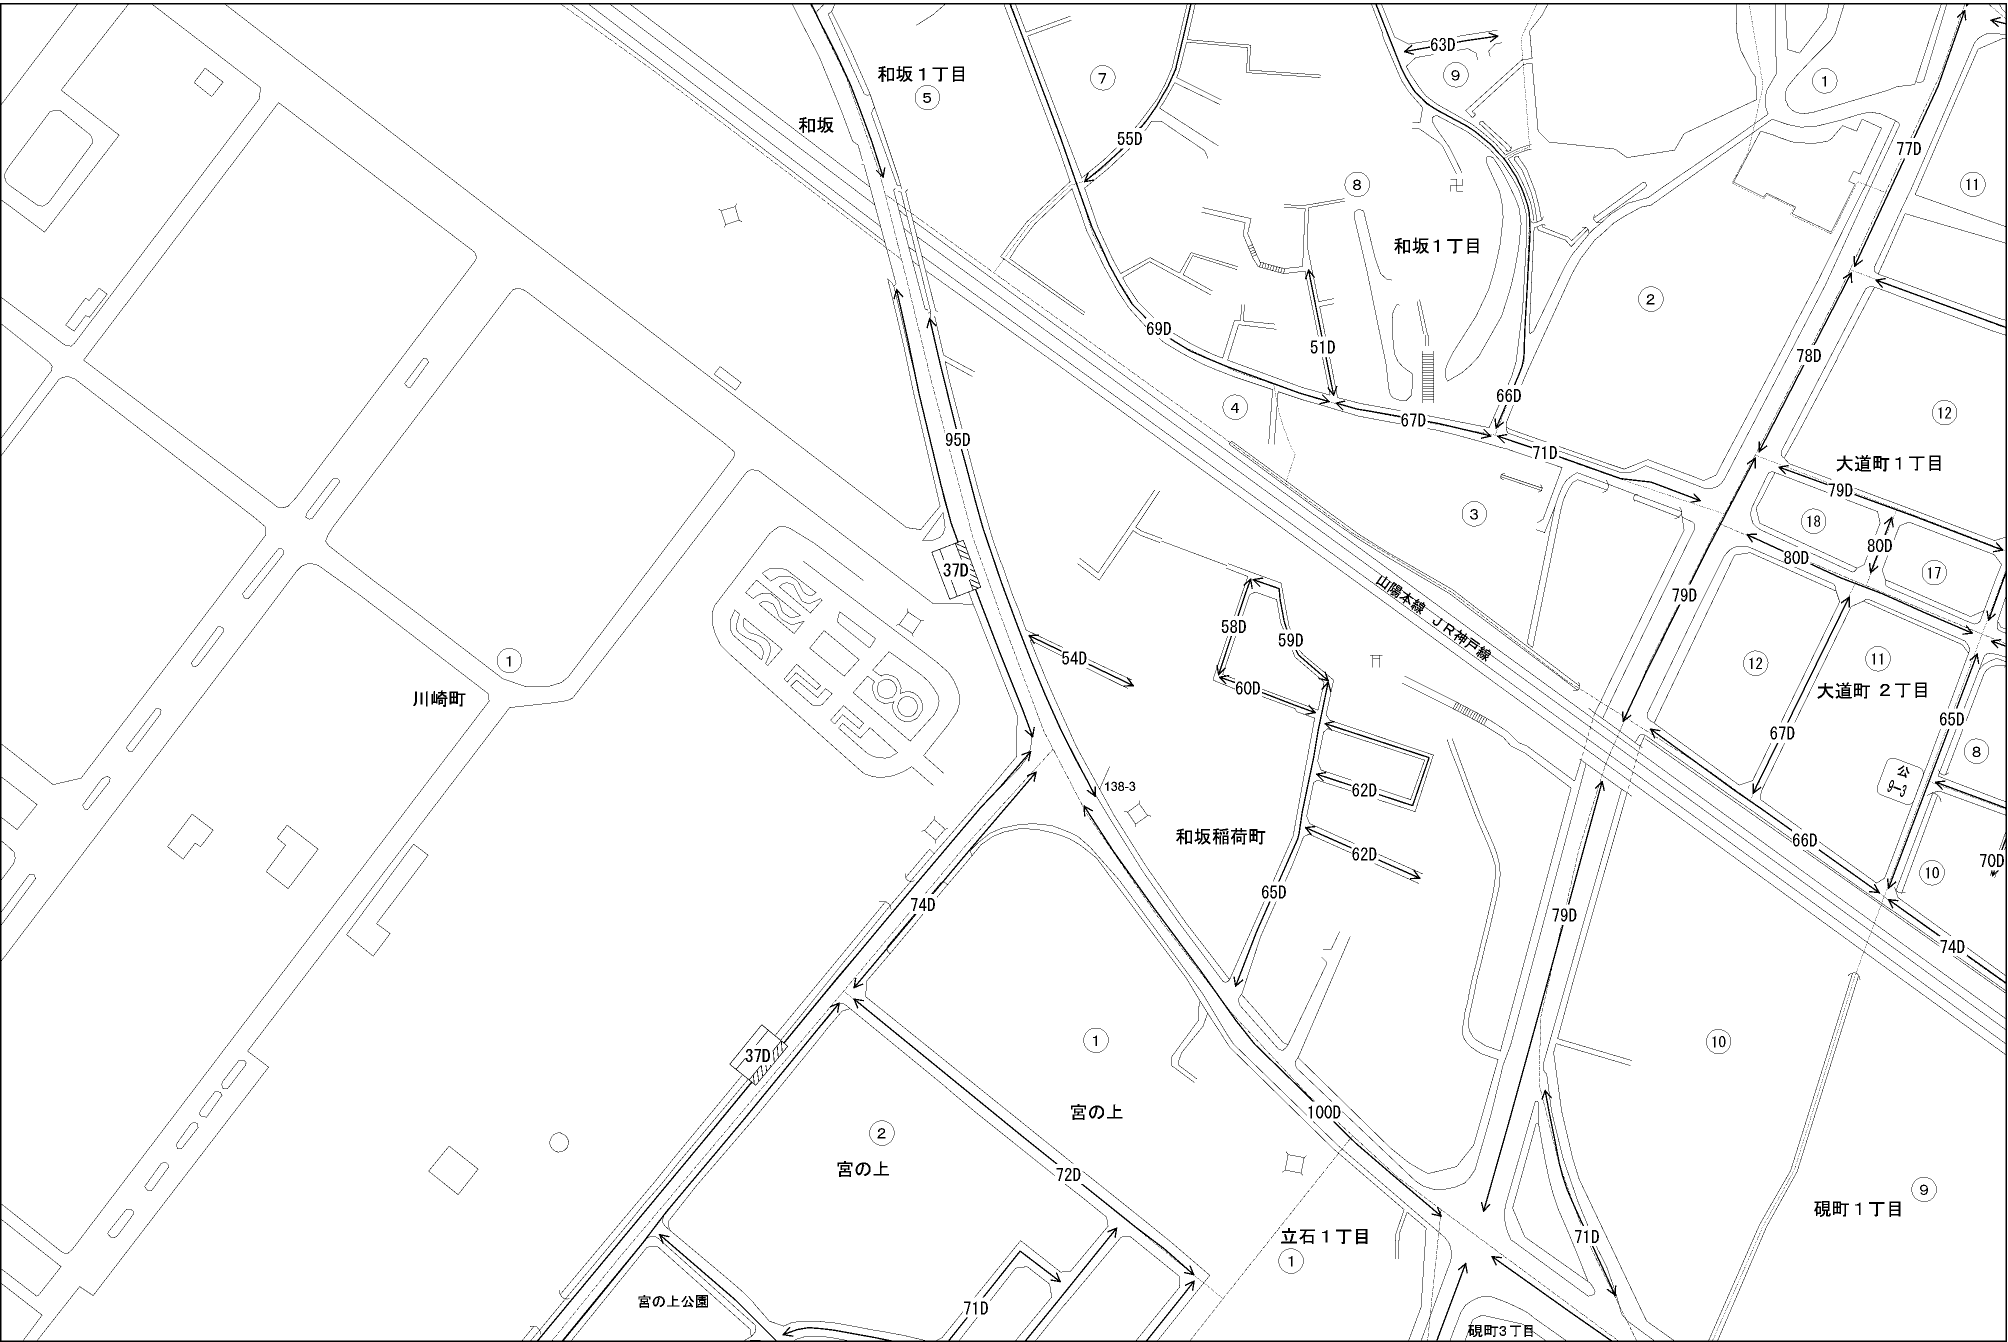 63D
和坂１丁目
⑦
⑨
①
⑤
和坂
55D
77D
⑧
卍
⑪
和坂１丁目
②
69D
51D
78D
66D
④
67D
⑫
95D
71D
大道町１丁目
79D
③
⑱
80D
80D
37D
⑰
山陽本線 ＪＲ神戸線
79D
58D
59D
54D
①
⑫
⑪
川崎町
60D
大道町 ２丁目
65D
67D
⑧
公
9-3
138-3
62D
和坂稲荷町
66D
62D
70D
⑩
65D
74D
79D
74D
①
⑩
37D
100D
宮の上
②
宮の上
72D
⑨
硯町１丁目
立石１丁目
71D
①
宮の上公園
71D
硯町３丁目